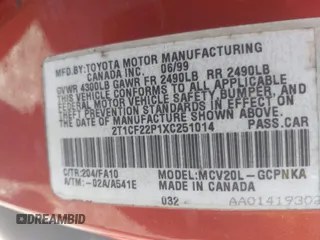 MFD.BY: TOYOTA MOTOR MANUFACTURING
CANADA INC. 06/99
GVWR 4300LB GAWR FR 2490LB RR 2490LB
THIS VEHICLE CONFORMS TO ALL APPLICABLE
FEDERAL MOTOR VEHICLE SAFETY, BUMPER, AND
THEFT PREVENTION STANDARDS IN EFFECT ON
THE DATE OF MANUFACTURE SHOWN ABOVE.
2T1CF22P1XC251014 PASS.CAR
C/TR:204/FA10 MODEL:MCV20L-GCPNKA
A/TM:-02A/A541E MADE IN CANADA
032 AA01419302